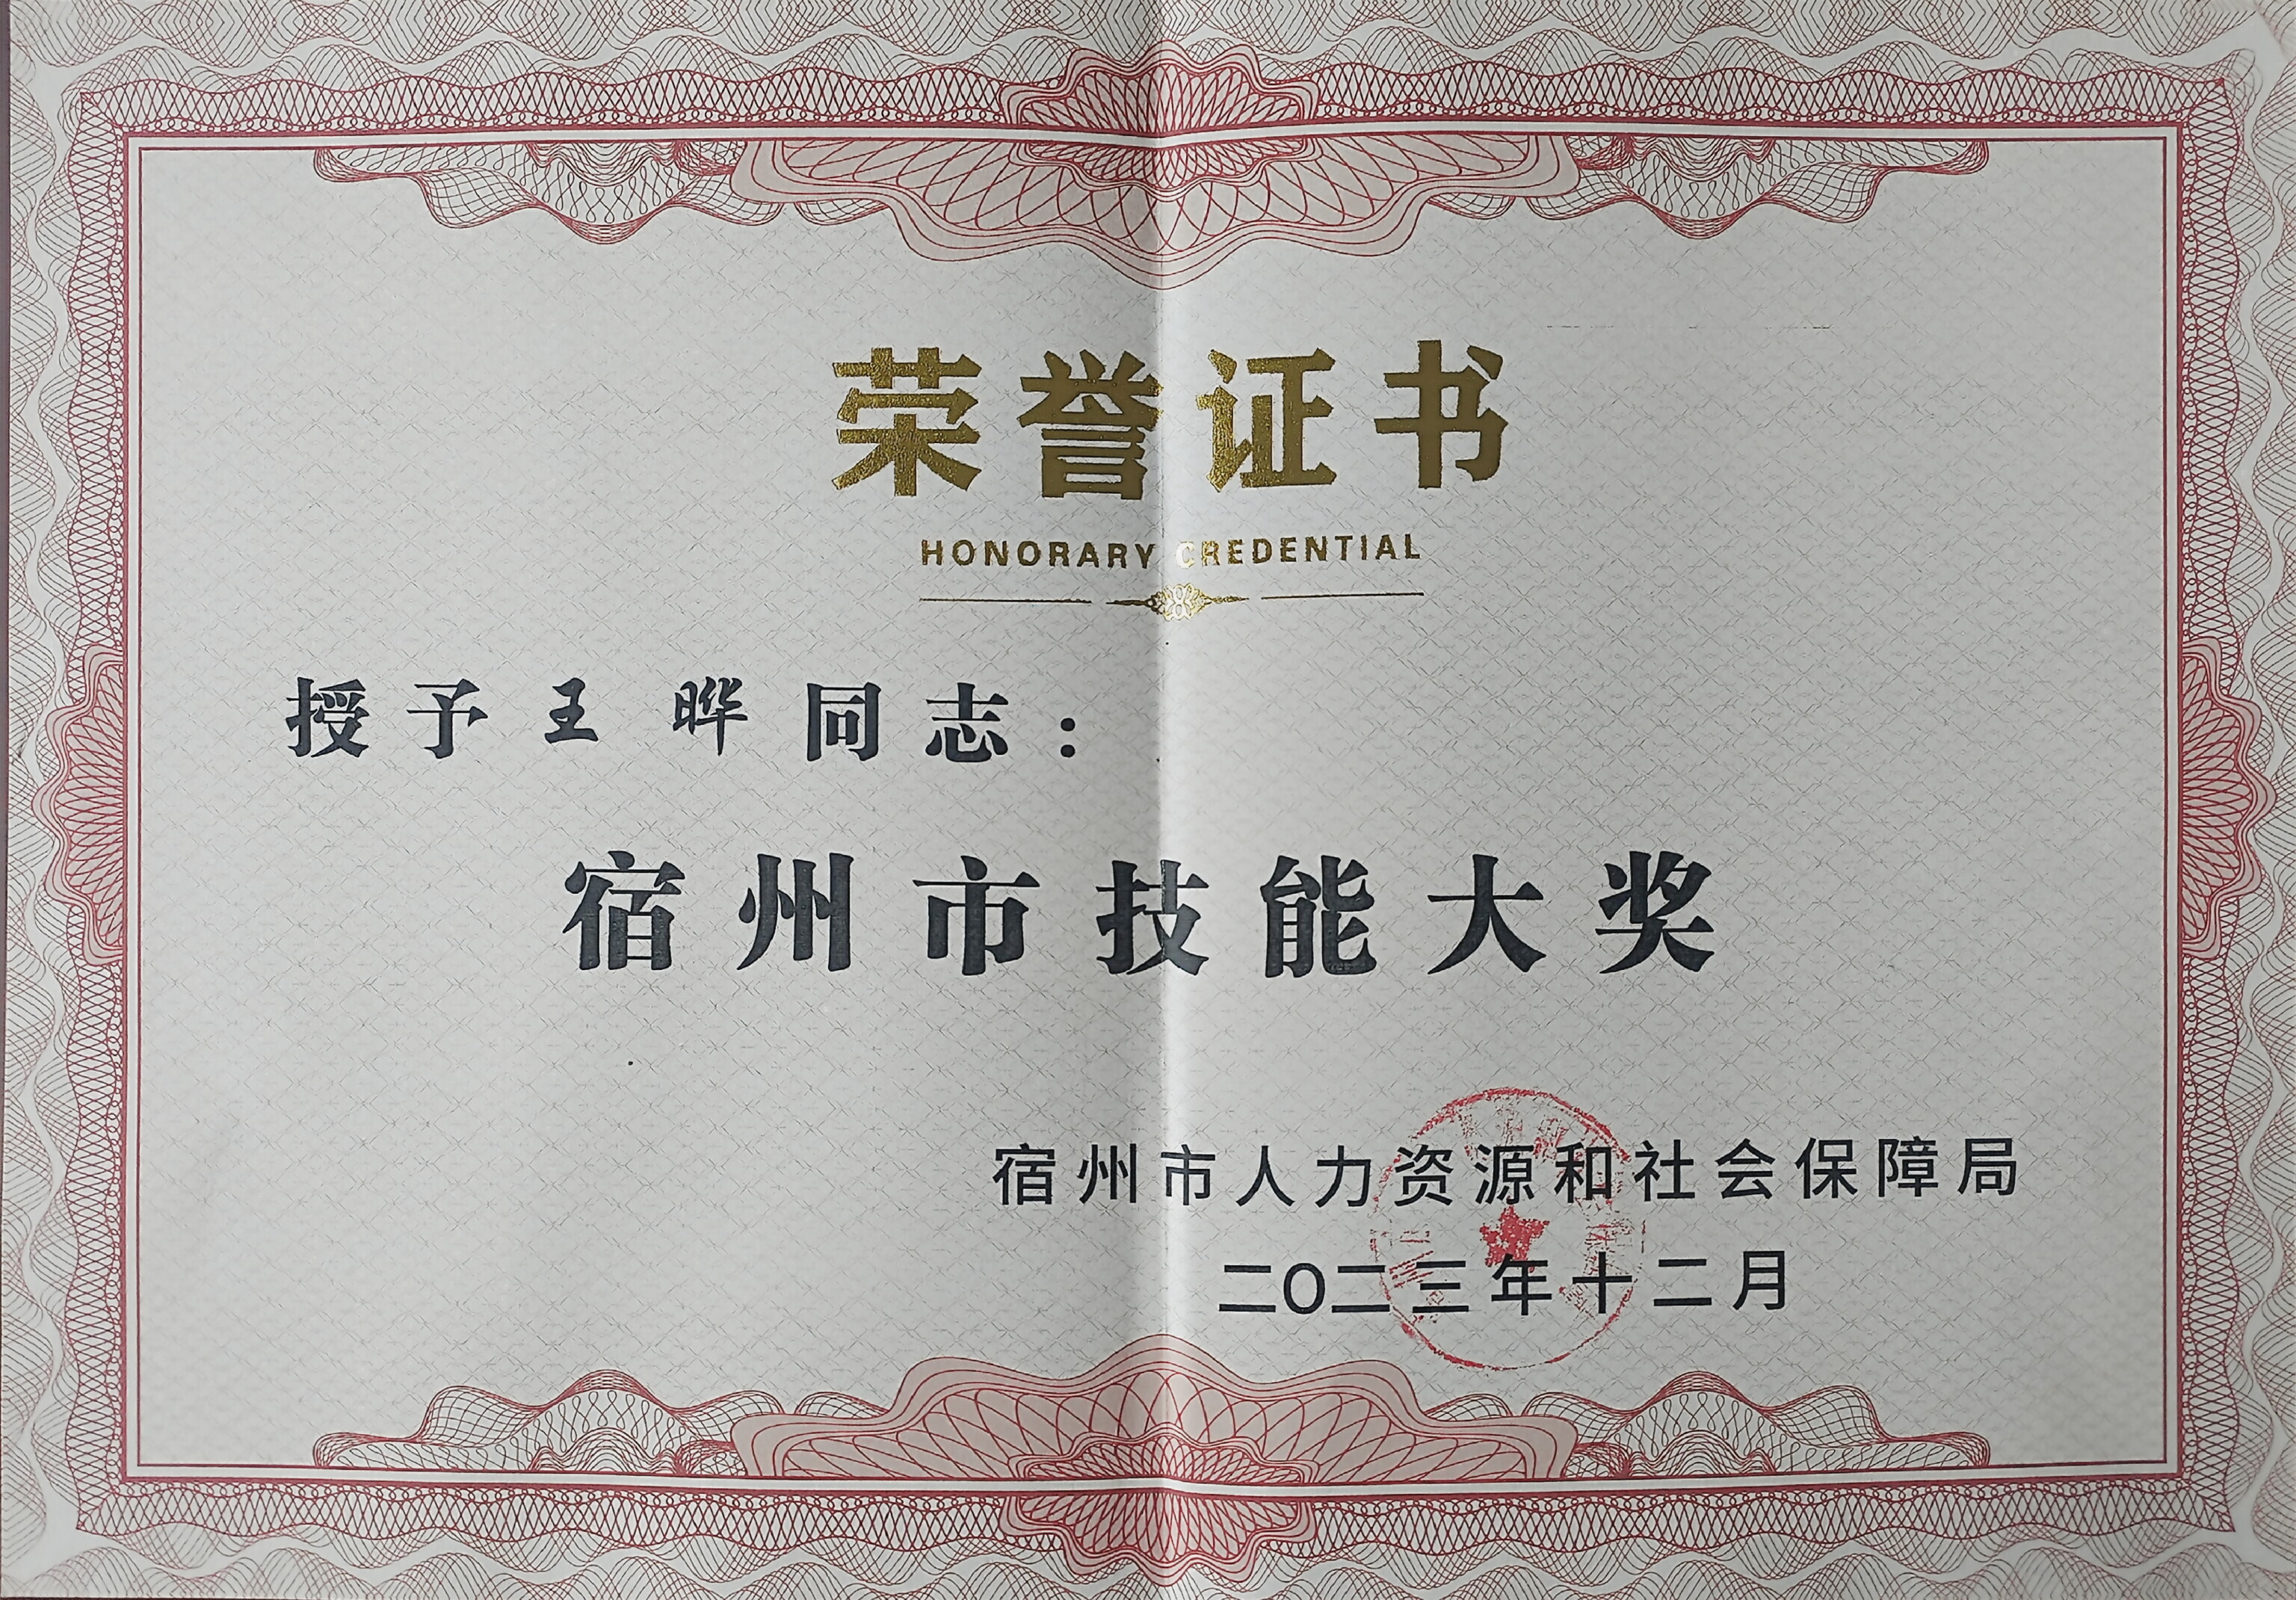 荣誉证书
HONORARY CREDENTIAL
授予王晔同志：
宿州市技能大奖
宿州市人力资源和社会保障局
二〇二三年十二月